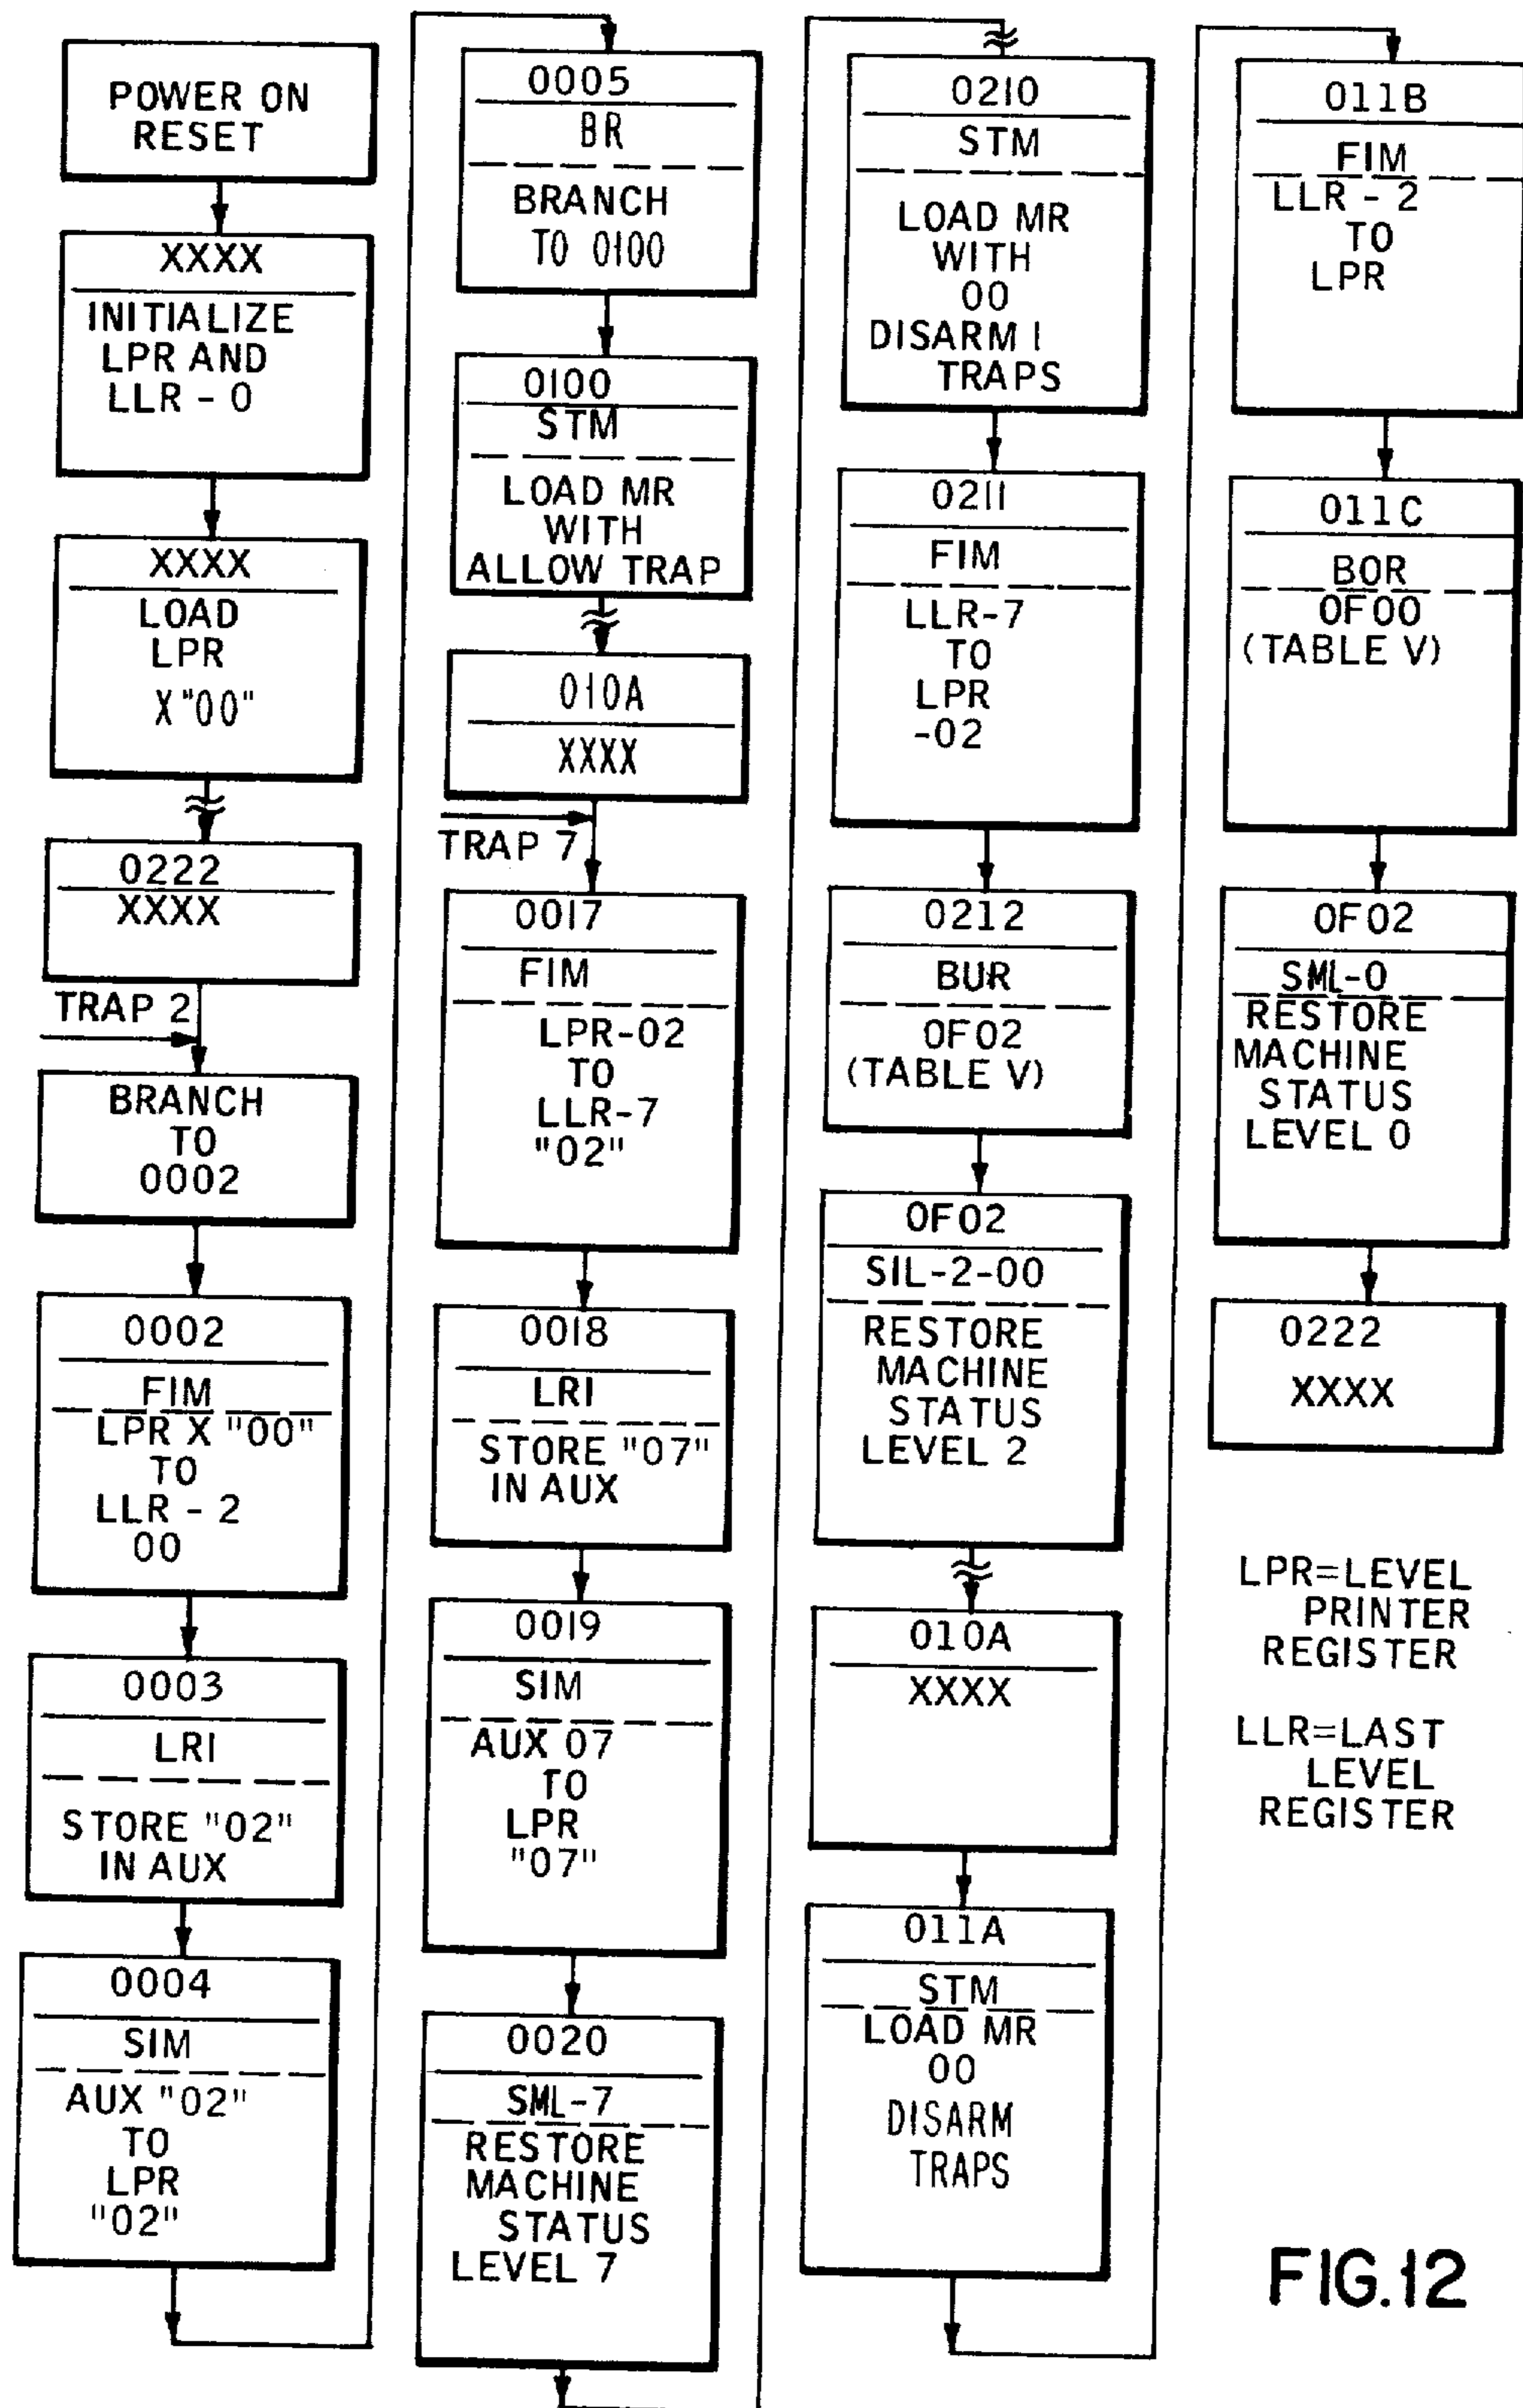 POWER ON
RESET
XXXX
INITIALIZE
LPR AND
LLR - 0
XXXX
LOAD
LPR
X "00"
0222
XXXX
TRAP 2
BRANCH
TO
0002
0002
FIM
LPR X "00"
TO
LLR - 2
00
0003
LRI
STORE "02"
IN AUX
0004
SIM
AUX "02"
TO
LPR
"02"
0005
BR
BRANCH
TO 0100
0100
STM
LOAD MR
WITH
ALLOW TRAP
010A
XXXX
TRAP 7
0017
FIM
LPR-02
TO
LLR-7
"02"
0018
LRI
STORE "07"
IN AUX
0019
SIM
AUX 07
TO
LPR
"07"
0020
SML-7
RESTORE
MACHINE
STATUS
LEVEL 7
0210
STM
LOAD MR
WITH
00
DISARM I
TRAPS
0211
FIM
LLR-7
TO
LPR
-02
0212
BUR
0F02
(TABLE V)
0F02
SIL-2-00
RESTORE
MACHINE
STATUS
LEVEL 2
010A
XXXX
011A
STM
LOAD MR
00
DISARM
TRAPS
011B
FIM
LLR - 2
TO
LPR
011C
BOR
0F00
(TABLE V)
0F02
SML-0
RESTORE
MACHINE
STATUS
LEVEL 0
0222
XXXX
LPR=LEVEL
PRINTER
REGISTER
LLR=LAST
LEVEL
REGISTER
FIG.12